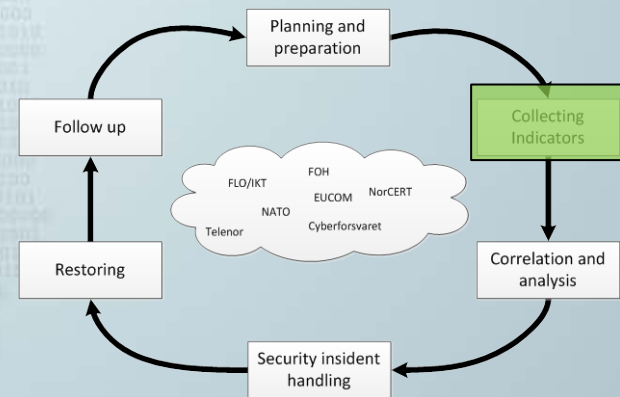 Planning and
preparation
Collecting
Indicators
Correlation and
analysis
Security insident
handling
Restoring
Follow up
FLO/IKT
FOH
EUCOM
NorCERT
NATO
Telenor
Cyberforsvaret